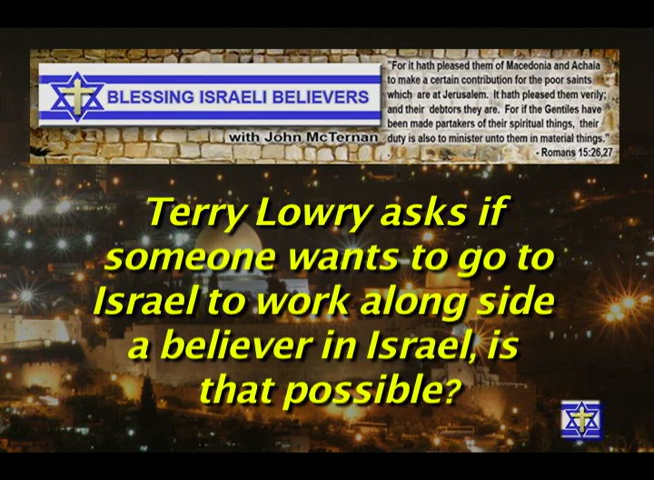 BLESSING ISRAELI BELIEVERS
with John McTernan
"For it hath pleased them of Macedonia and Achaia
to make a certain contribution for the poor saints
which are at Jerusalem. It hath pleased them verily;
and their debtors they are. For if the Gentiles have
been made partakers of their spiritual things, their
duty is also to minister unto them in material things."
- Romans 15:26,27
Terry Lowry asks if
someone wants to go to
Israel to work along side
a believer in Israel, is
that possible?